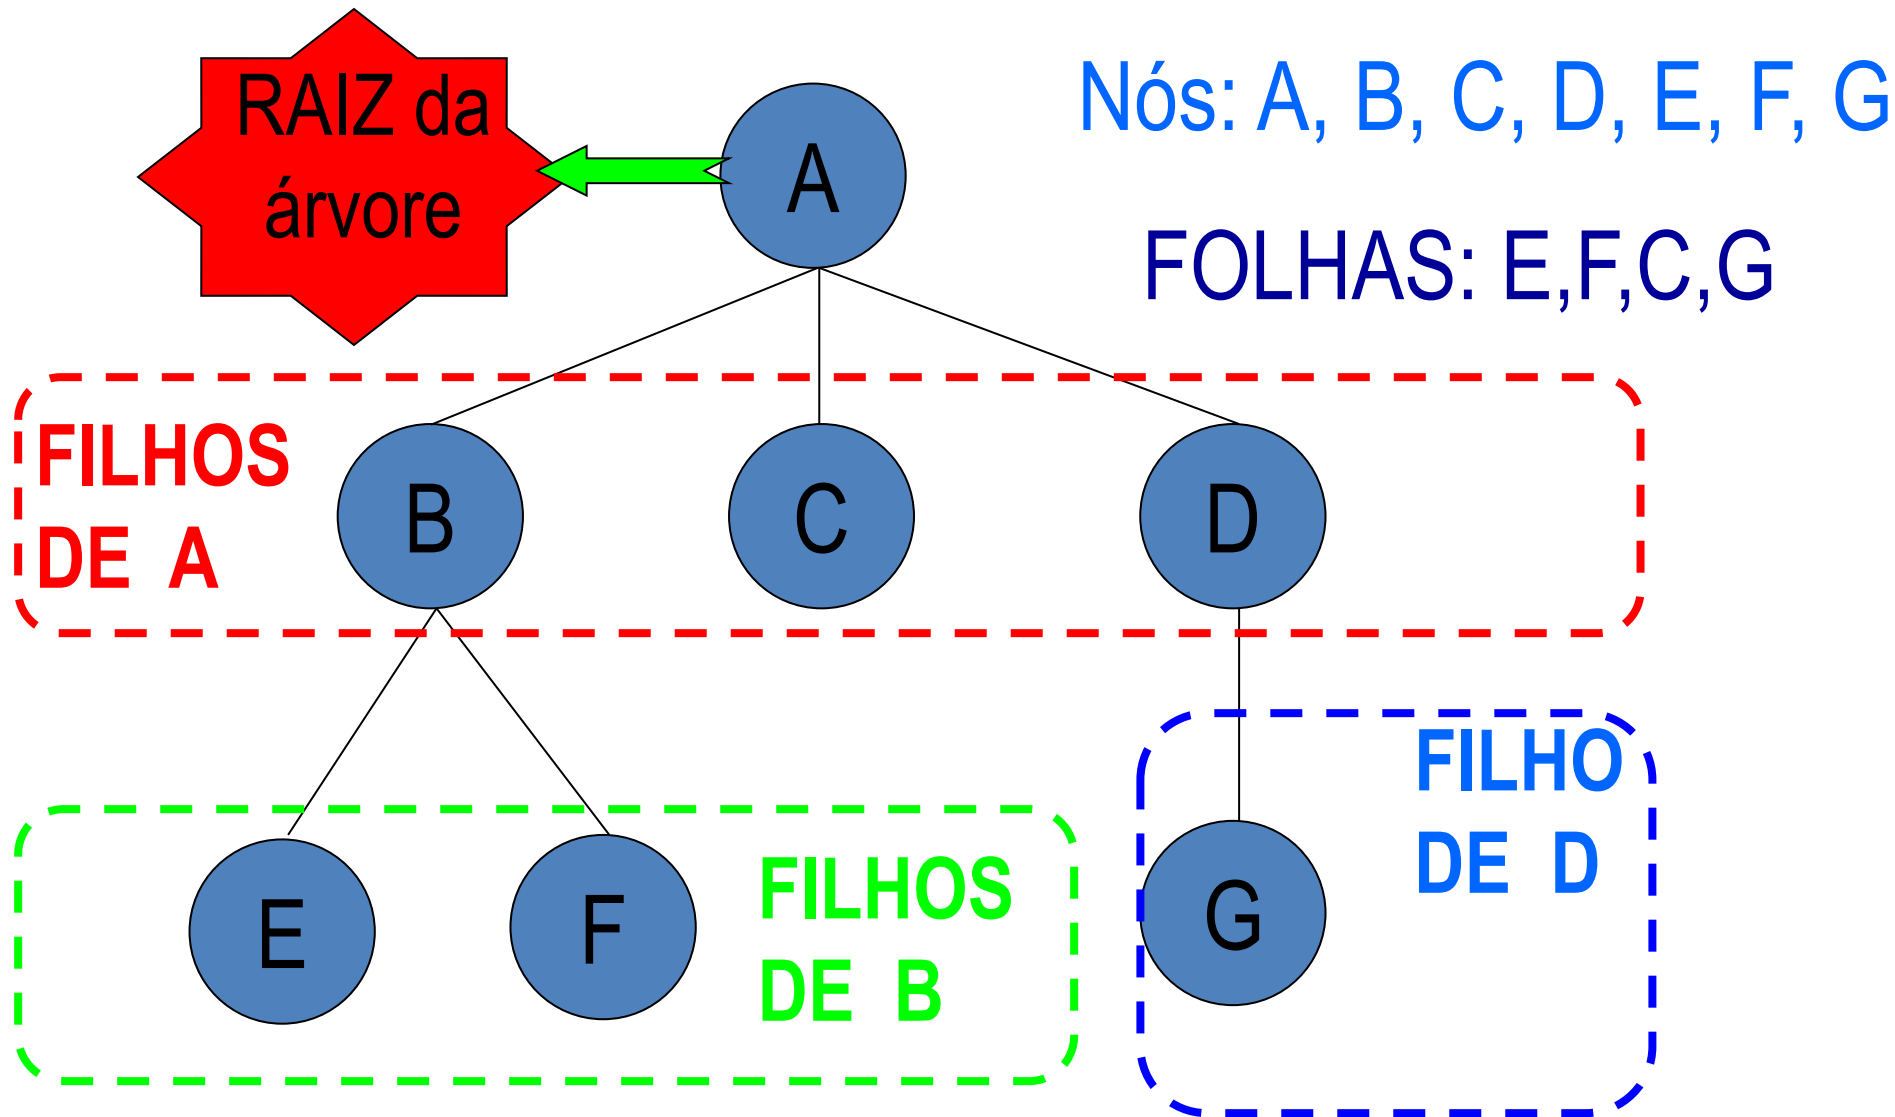 RAIZ da
árvore
A
Nós: A, B, C, D, E, F, G
FOLHAS: E,F,C,G
FILHOS
DE A
B
C
D
E
F
FILHOS
DE B
G
FILHO
DE D